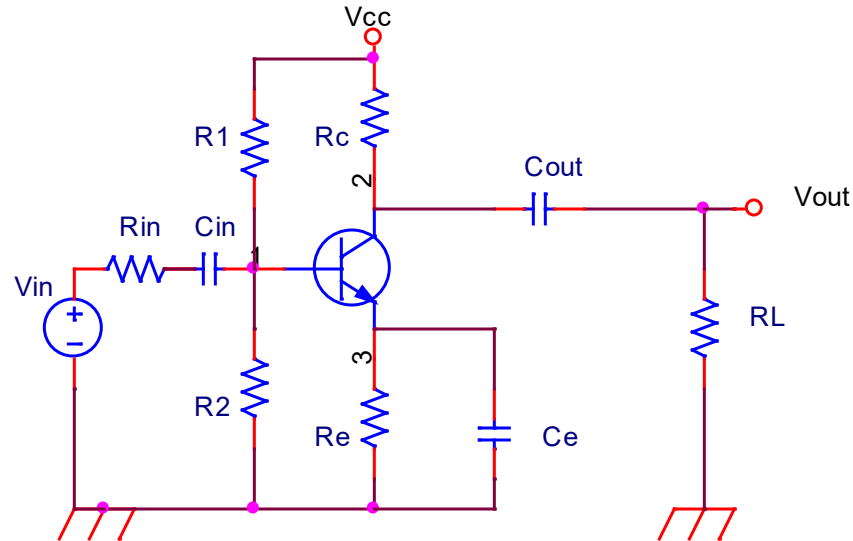 Vcc
R1
Rc
2
Cout
Vout
Rin
Cin
1
Vin
+
−
RL
3
R2
Re
Ce